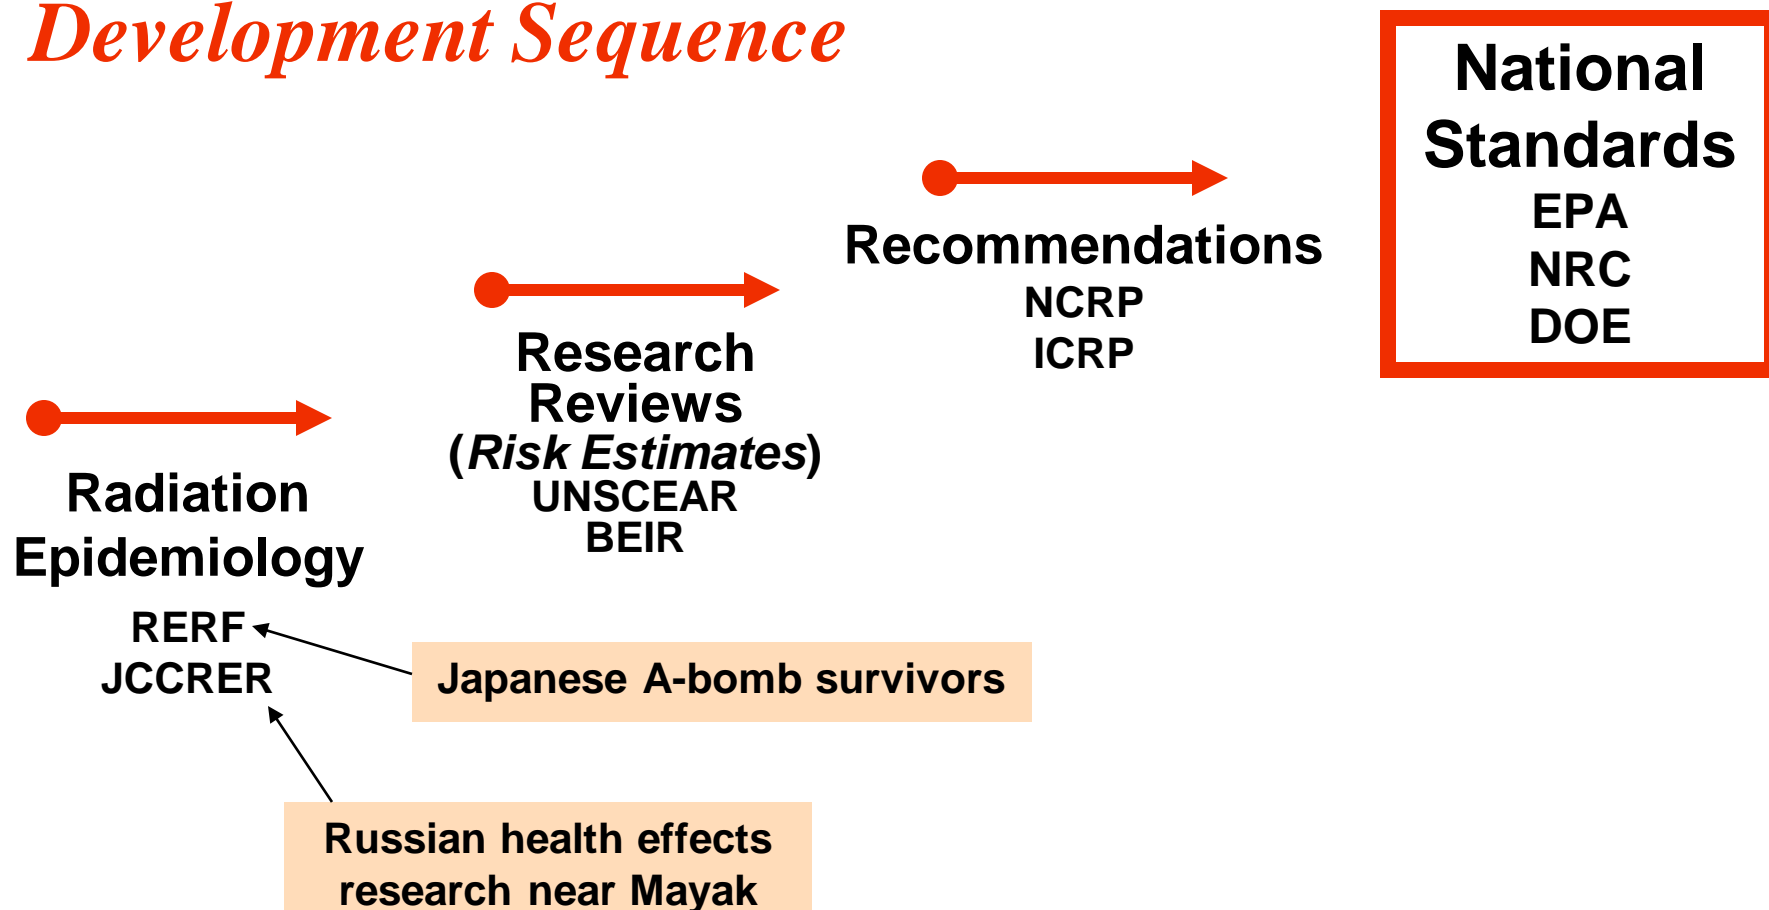 Development Sequence
National
Standards
EPA
NRC
DOE
Recommendations
NCRP
ICRP
Research
Reviews
(Risk Estimates)
UNSCEAR
BEIR
Radiation
Epidemiology
RERF
JCCRER
Japanese A-bomb survivors
Russian health effects
research near Mayak